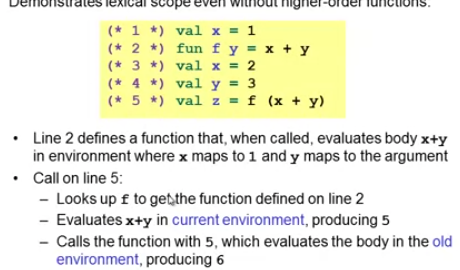 Demonstrates lexical scope even without higher-order functions:
(* 1 *) val x = 1
(* 2 *) fun f y = x + y
(* 3 *) val x = 2
(* 4 *) val y = 3
(* 5 *) val z = f (x + y)
• Line 2 defines a function that, when called, evaluates body x+y
in environment where x maps to 1 and y maps to the argument
• Call on line 5:
– Looks up f to get the function defined on line 2
– Evaluates x+y in current environment, producing 5
– Calls the function with 5, which evaluates the body in the old
environment, producing 6